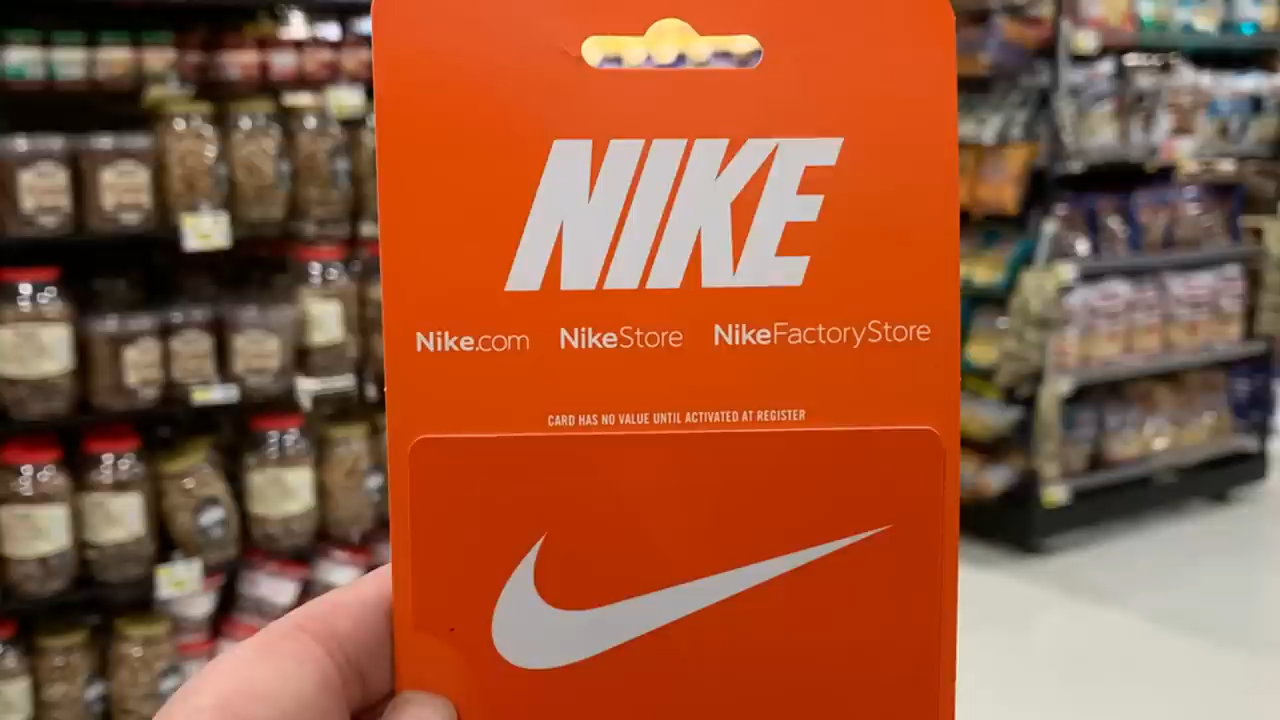 NIKE
Nike.com NikeStore NikeFactoryStore
CARD HAS NO VALUE UNTIL ACTIVATED AT REGISTER